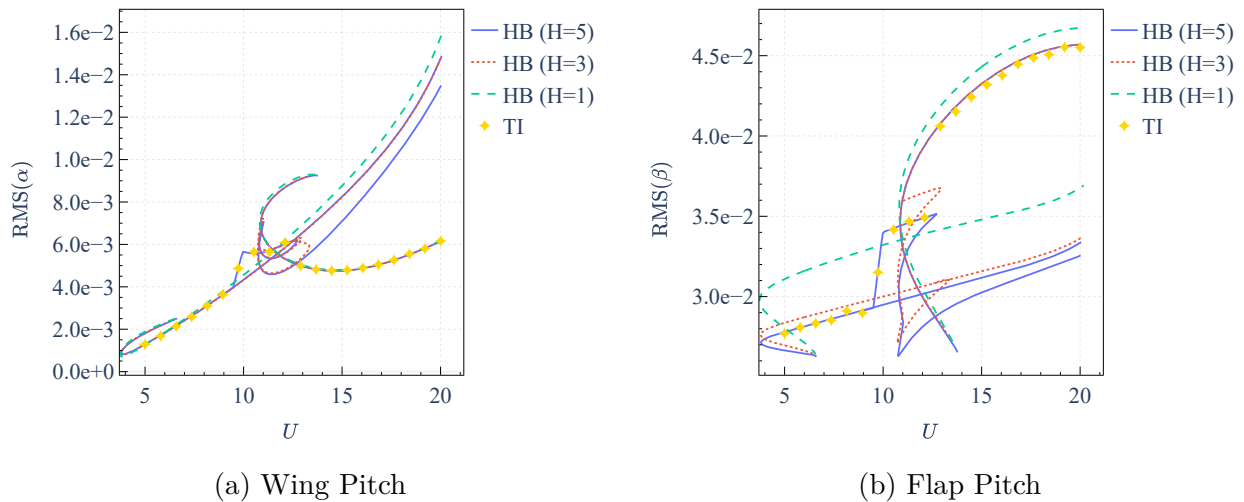 1.6e−2
1.4e−2
1.2e−2
1.0e−2
8.0e−3
6.0e−3
4.0e−3
2.0e−3
0.0e+0
RMS(α)
5 10 15 20
U
HB (H=5)
HB (H=3)
HB (H=1)
TI
(a) Wing Pitch
4.5e−2
4.0e−2
3.5e−2
3.0e−2
RMS(β)
5 10 15 20
U
HB (H=5)
HB (H=3)
HB (H=1)
TI
(b) Flap Pitch